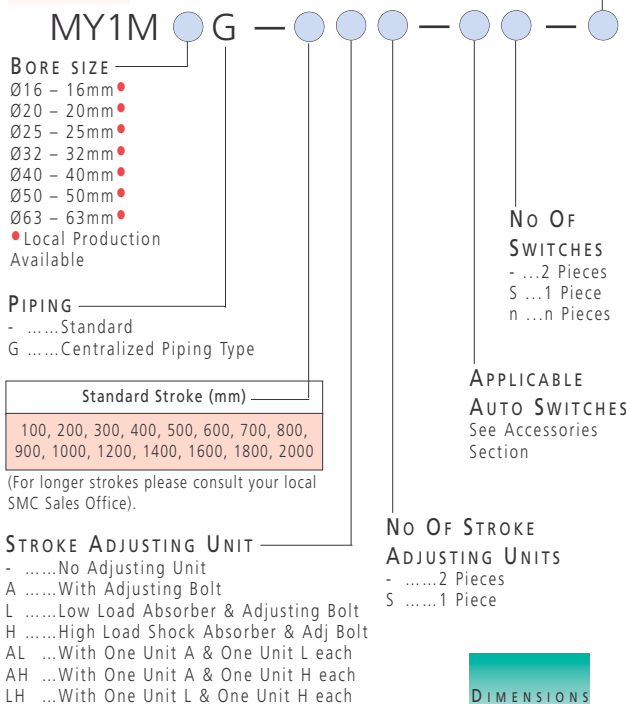 MY1M G — —  —
BORE SIZE
Ø16 – 16mm•
Ø20 – 20mm•
Ø25 – 25mm•
Ø32 – 32mm•
Ø40 – 40mm•
Ø50 – 50mm•
Ø63 – 63mm•
•Local Production
Available
PIPING
- ......Standard
G ......Centralized Piping Type
Standard Stroke (mm)
100, 200, 300, 400, 500, 600, 700, 800,
900, 1000, 1200, 1400, 1600, 1800, 2000
(For longer strokes please consult your local
SMC Sales Office).
STROKE ADJUSTING UNIT
- ......No Adjusting Unit
A ......With Adjusting Bolt
L ......Low Load Absorber & Adjusting Bolt
H ......High Load Shock Absorber & Adj Bolt
AL ...With One Unit A & One Unit L each
AH ...With One Unit A & One Unit H each
LH ...With One Unit L & One Unit H each
NO OF STROKE
ADJUSTING UNITS
- ......2 Pieces
S ......1 Piece
APPLICABLE
AUTO SWITCHES
See Accessories
Section
NO OF
SWITCHES
- ...2 Pieces
S ...1 Piece
n ...n Pieces
DIMENSIONS